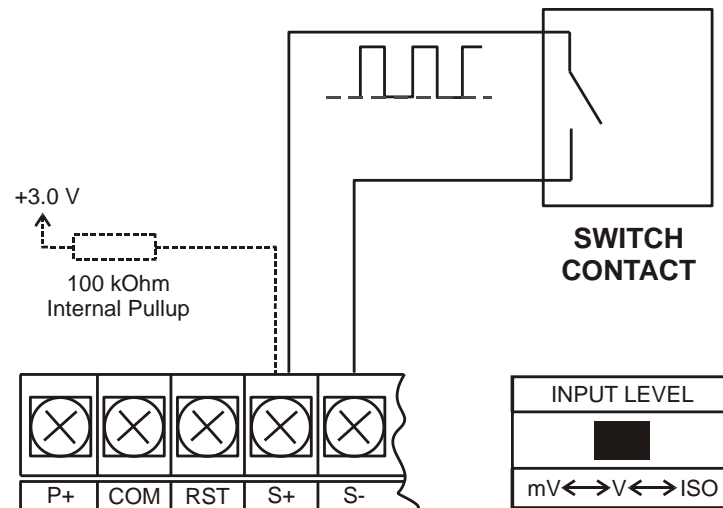 +3.0 V
100 kOhm
Internal Pullup
SWITCH
CONTACT
P+ COM RST S+ S-
INPUT LEVEL
mV↔V↔ISO